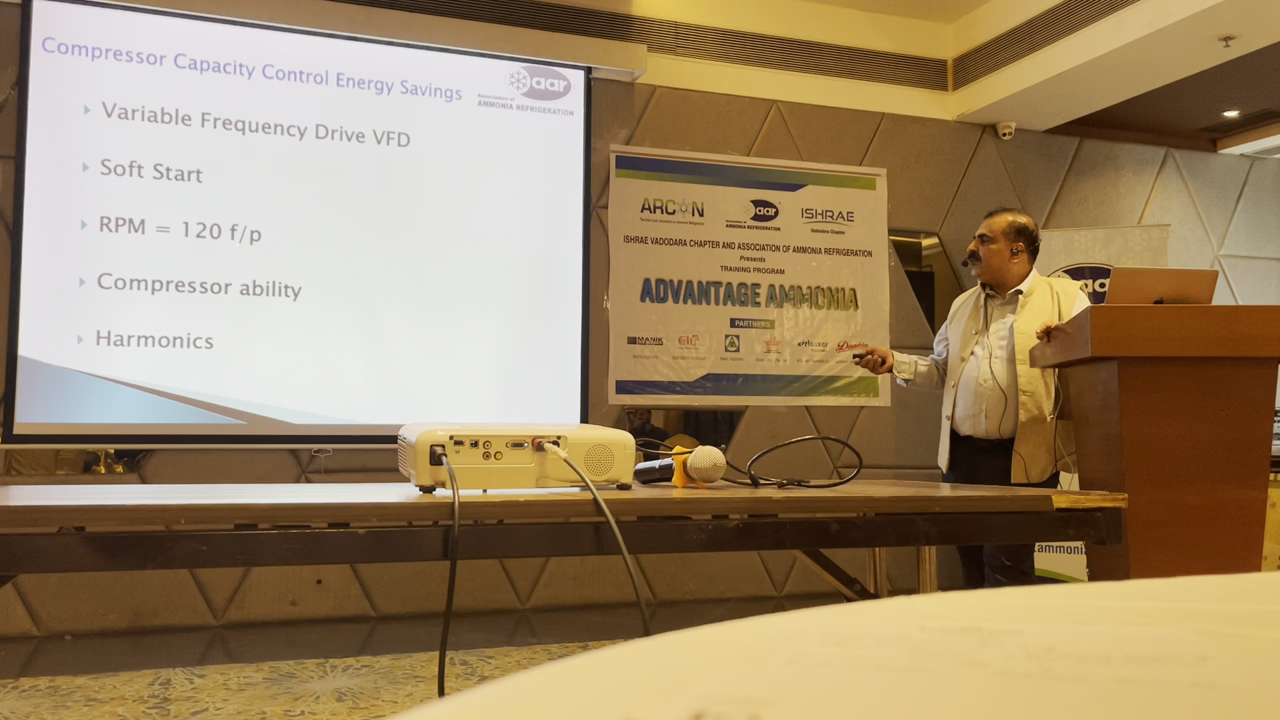 Compressor Capacity Control Energy Savings
aar
Association of
AMMONIA REFRIGERATION
Variable Frequency Drive VFD
Soft Start
RPM = 120 f/p
Compressor ability
Harmonics
ARCON
aar
Association of
AMMONIA REFRIGERATION
ISHRAE
Vadodara Chapter
ISHRAE VADODARA CHAPTER AND ASSOCIATION OF AMMONIA REFRIGERATION
Presents
TRAINING PROGRAM
ADVANTAGE AMMONIA
PARTNERS
MANIK
kirloskar
aar
ammonia